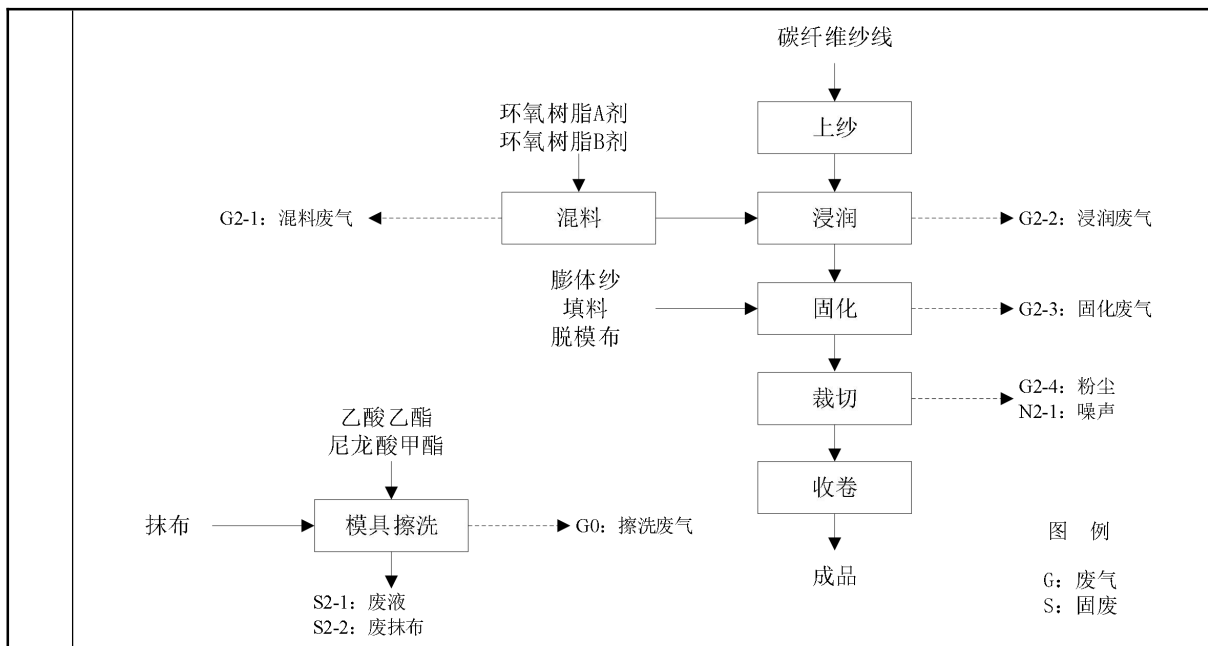 碳纤维纱线
上纱
环氧树脂A剂
环氧树脂B剂
G2-1：混料废气
混料
浸润
G2-2：浸润废气
膨体纱
填料
脱模布
固化
G2-3：固化废气
裁切
G2-4：粉尘
N2-1：噪声
乙酸乙酯
尼龙酸甲酯
收卷
抹布
模具擦洗
G0：擦洗废气
成品
S2-1：废液
S2-2：废抹布
图 例
G：废气
S：固废